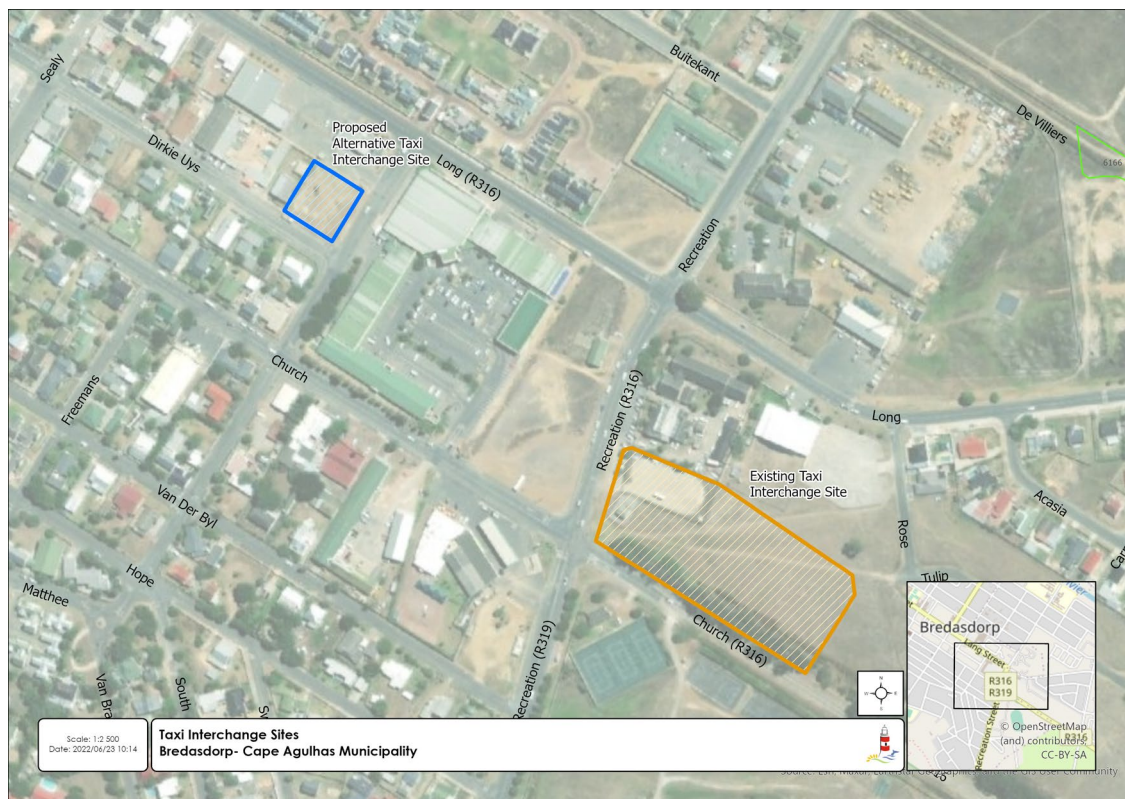 Sealy
Buitekant
De Villiers
6166
Proposed
Alternative Taxi
Interchange Site
Dirkie Uys
Long (R316)
Recreation
Church
Recreation (R316)
Long
Freemans
Existing Taxi
Interchange Site
Acasia
Van Der Byl
Rose
Hope
Tulip
Matthee
Church (R316)
Recreation (R319)
South
Van Bra
Bredasdorp
Lang Street
R316
R319
Recreation Street
R316
© OpenStreetMap
(and) contributors,
CC-BY-SA
N
W
E
S
Scale: 1:2 500
Date: 2022/06/23 10:14
Taxi Interchange Sites
Bredasdorp- Cape Agulhas Municipality